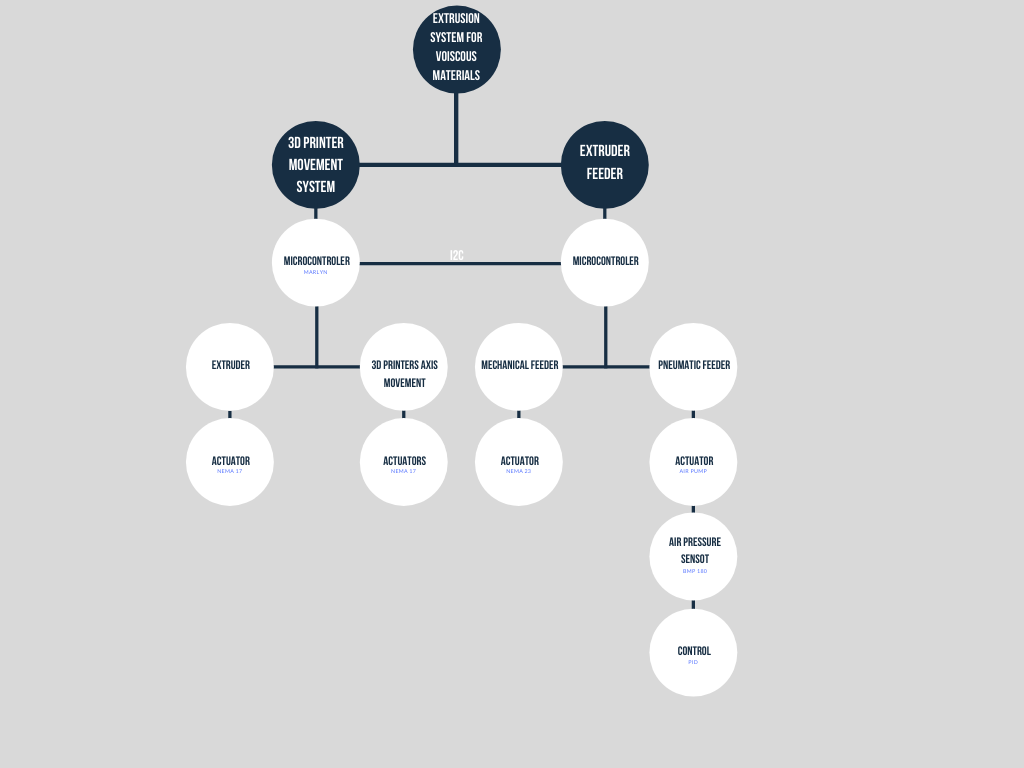 EXTRUSION
SYSTEM FOR
VOISCOUS
MATERIALS
3D PRINTER
MOVEMENT
SYSTEM
EXTRUDER
FEEDER
I2C
MICROCONTROLER
MARLYN
MICROCONTROLER
EXTRUDER
3D PRINTERS AXIS
MOVEMENT
MECHANICAL FEEDER
PNEUMATIC FEEDER
ACTUATOR
NEMA 17
ACTUATORS
NEMA 17
ACTUATOR
NEMA 23
ACTUATOR
AIR PUMP
AIR PRESSURE
SENSOT
BMP 180
CONTROL
PID